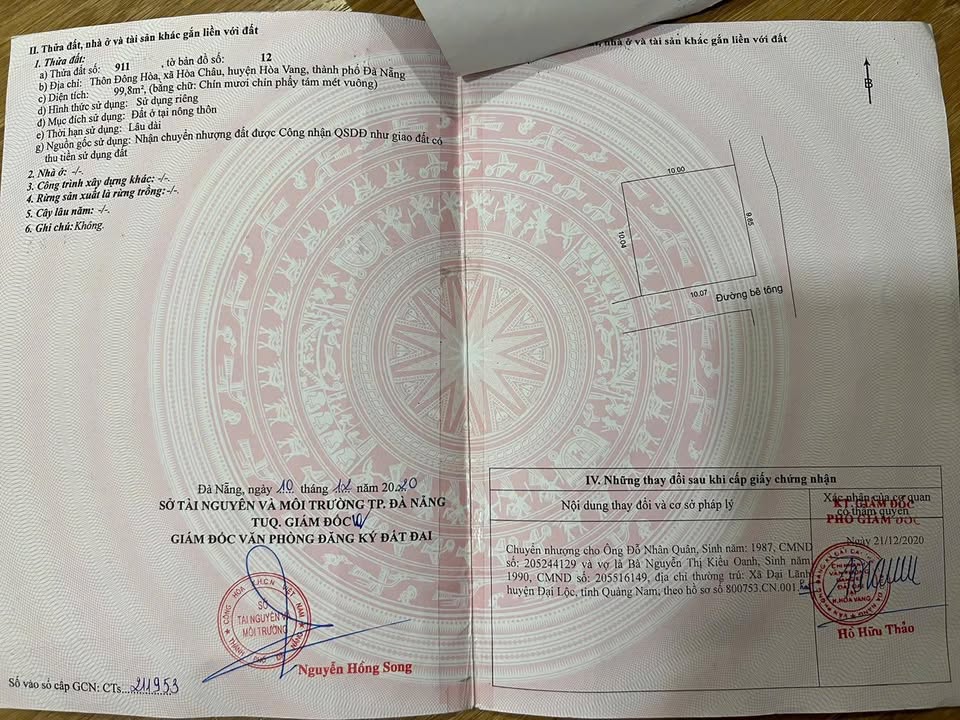 II. Thửa đất, nhà ở và tài sản khác gắn liền với đất
1. Thửa đất:
a) Thửa đất số: 911 , tờ bản đồ số: 12
b) Địa chỉ: Thôn Đông Hòa, xã Hòa Châu, huyện Hòa Vang, thành phố Đà Nẵng
c) Diện tích: 99,8m², (bằng chữ: Chín mươi chín phẩy tám mét vuông)
d) Hình thức sử dụng: Sử dụng riêng
đ) Mục đích sử dụng: Đất ở tại nông thôn
e) Thời hạn sử dụng: Lâu dài
g) Nguồn gốc sử dụng: Nhận chuyển nhượng đất được Công nhận QSDĐ như giao đất có
thu tiền sử dụng đất
2. Nhà ở: -/-.
3. Công trình xây dựng khác: -/-.
4. Rừng sản xuất là rừng trồng:-/-.
5. Cây lâu năm: -/-.
6. Ghi chú:Không.
Đà Nẵng, ngày 10 tháng 12 năm 2020
SỞ TÀI NGUYÊN VÀ MÔI TRƯỜNG TP. ĐÀ NẴNG
TUQ. GIÁM ĐỐC
GIÁM ĐỐC VĂN PHÒNG ĐĂNG KÝ ĐẤT ĐAI
SỞ
TÀI NGUYÊN VÀ
MÔI TRƯỜNG
Nguyễn Hồng Song
Số vào sổ cấp GCN: CTs 211953
nhà ở và tài sản khác gắn liền với đất
B
10.00
9.85
10.04
10.07
Đường bê tông
IV. Những thay đổi sau khi cấp giấy chứng nhận
Nội dung thay đổi và cơ sở pháp lý
Xác nhận của cơ quan
có thẩm quyền
KT.GIÁM ĐỐC
PHÓ GIÁM ĐỐC
Ngày 21/12/2020
Chuyển nhượng cho Ông Đỗ Nhân Quân, Sinh năm: 1987, CMND
số: 205244129 và vợ là Bà Nguyễn Thị Kiều Oanh, Sinh năm
1990, CMND số: 205516149, địa chỉ thường trú: Xã Đại Lãnh
huyện Đại Lộc, tỉnh Quảng Nam, theo hồ sơ số 800753.CN.001
Hồ Hữu Thảo